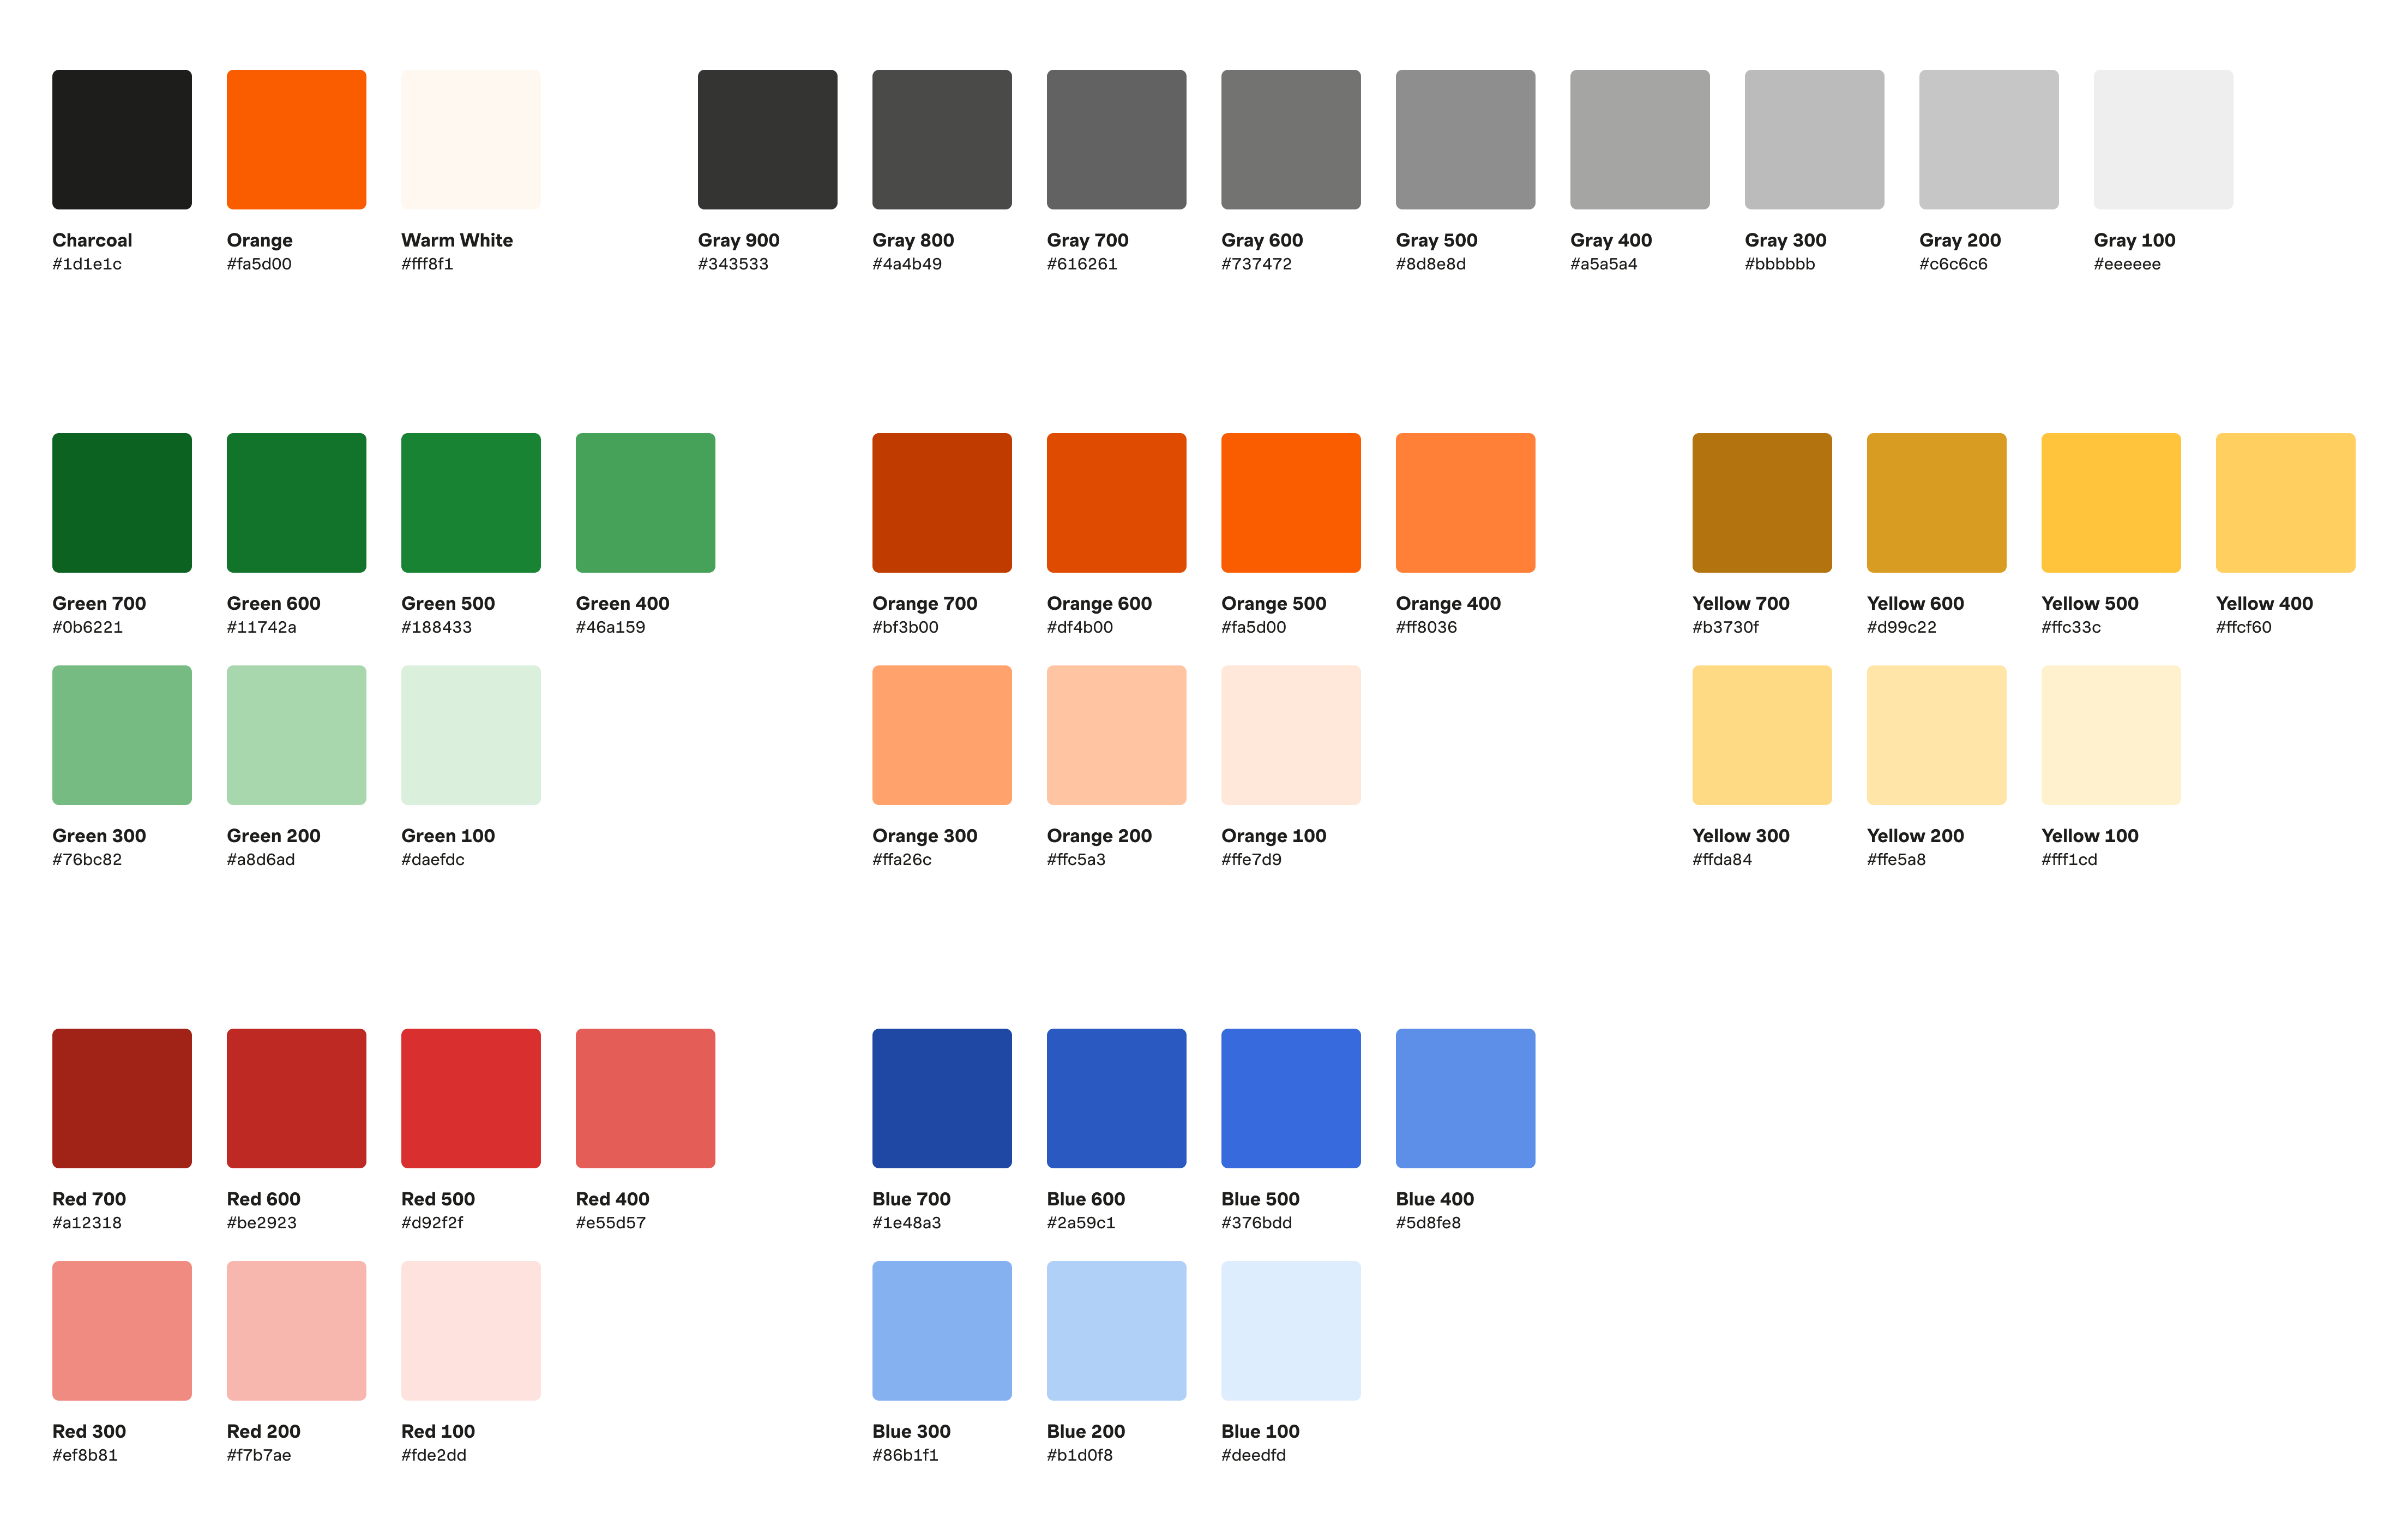 Charcoal
#1d1e1c
Orange
#fa5d00
Warm White
#fff8f1
Gray 900
#343533
Gray 800
#4a4b49
Gray 700
#616261
Gray 600
#737472
Gray 500
#8d8e8d
Gray 400
#a5a5a4
Gray 300
#bbbbbb
Gray 200
#c6c6c6
Gray 100
#eeeeee
Green 700
#0b6221
Green 600
#11742a
Green 500
#188433
Green 400
#46a159
Green 300
#76bc82
Green 200
#a8d6ad
Green 100
#daefdc
Orange 700
#bf3b00
Orange 600
#df4b00
Orange 500
#fa5d00
Orange 400
#ff8036
Orange 300
#ffa26c
Orange 200
#ffc5a3
Orange 100
#ffe7d9
Yellow 700
#b3730f
Yellow 600
#d99c22
Yellow 500
#ffc33c
Yellow 400
#ffcf60
Yellow 300
#ffda84
Yellow 200
#ffe5a8
Yellow 100
#fff1cd
Red 700
#a12318
Red 600
#be2923
Red 500
#d92f2f
Red 400
#e55d57
Red 300
#ef8b81
Red 200
#f7b7ae
Red 100
#fde2dd
Blue 700
#1e48a3
Blue 600
#2a59c1
Blue 500
#376bdd
Blue 400
#5d8fe8
Blue 300
#86b1f1
Blue 200
#b1d0f8
Blue 100
#deedfd